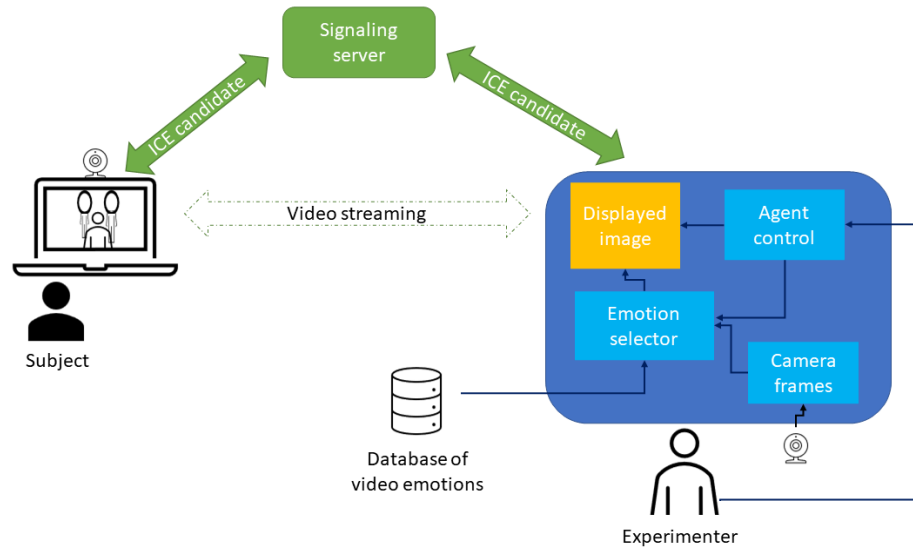 Signaling
server
ICE candidate
ICE candidate
Video streaming
Displayed
image
Agent
control
Emotion
selector
Camera
frames
Subject
Database of
video emotions
Experimenter